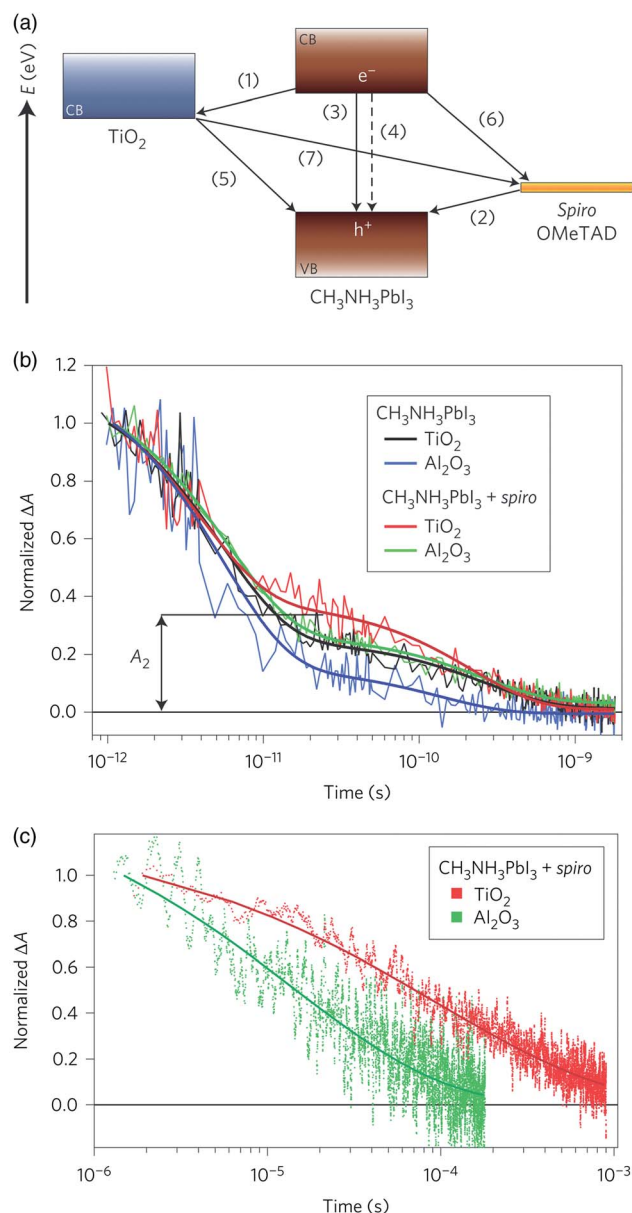 (a)
E (eV)
CB
TiO₂
CB
e⁻
(1)
(3)
(4)
(6)
(5)
(7)
(2)
h⁺
VB
CH₃NH₃PbI₃
Spiro
OMeTAD
(b)
Normalized ΔA
1.2
1.0
0.8
0.6
0.4
0.2
0.0
A₂
CH₃NH₃PbI₃
TiO₂
Al₂O₃
CH₃NH₃PbI₃ + spiro
TiO₂
Al₂O₃
10⁻¹² 10⁻¹¹ 10⁻¹⁰ 10⁻⁹
Time (s)
(c)
Normalized ΔA
1.0
0.8
0.6
0.4
0.2
0.0
CH₃NH₃PbI₃ + spiro
TiO₂
Al₂O₃
10⁻⁶ 10⁻⁵ 10⁻⁴ 10⁻³
Time (s)